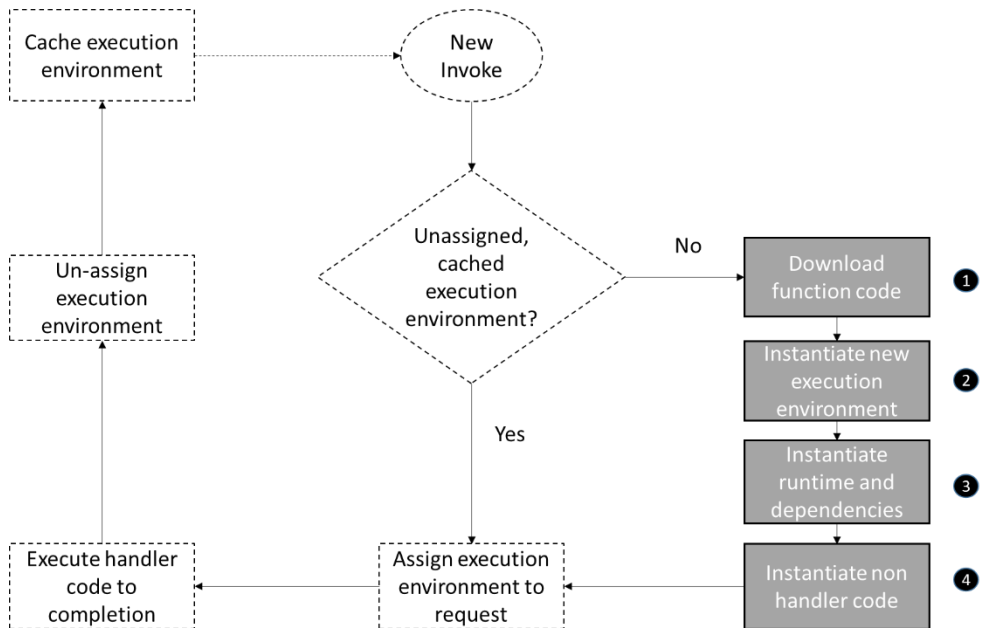 Cache execution
environment
New
Invoke
Unassigned,
cached
execution
environment?
No
Download
function code
1
Un-assign
execution
environment
Instantiate new
execution
environment
2
Yes
Instantiate
runtime and
dependencies
3
Execute handler
code to
completion
Assign execution
environment to
request
Instantiate non
handler code
4